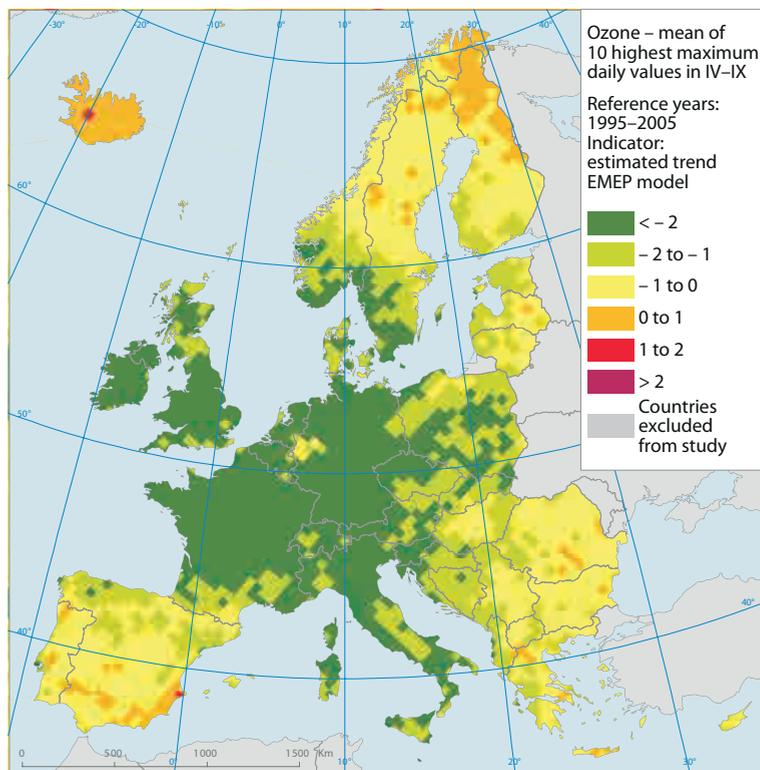 -30°
-20°
-10°
0°
10°
20°
30°
40°
Ozone – mean of
10 highest maximum
daily values in IV–IX
Reference years:
1995–2005
Indicator:
estimated trend
EMEP model
< – 2
– 2 to – 1
– 1 to 0
0 to 1
1 to 2
> 2
Countries
excluded
from study
60°
50°
40°
40°
0 500 1000 1500 Km
0° 10° 20° 30°